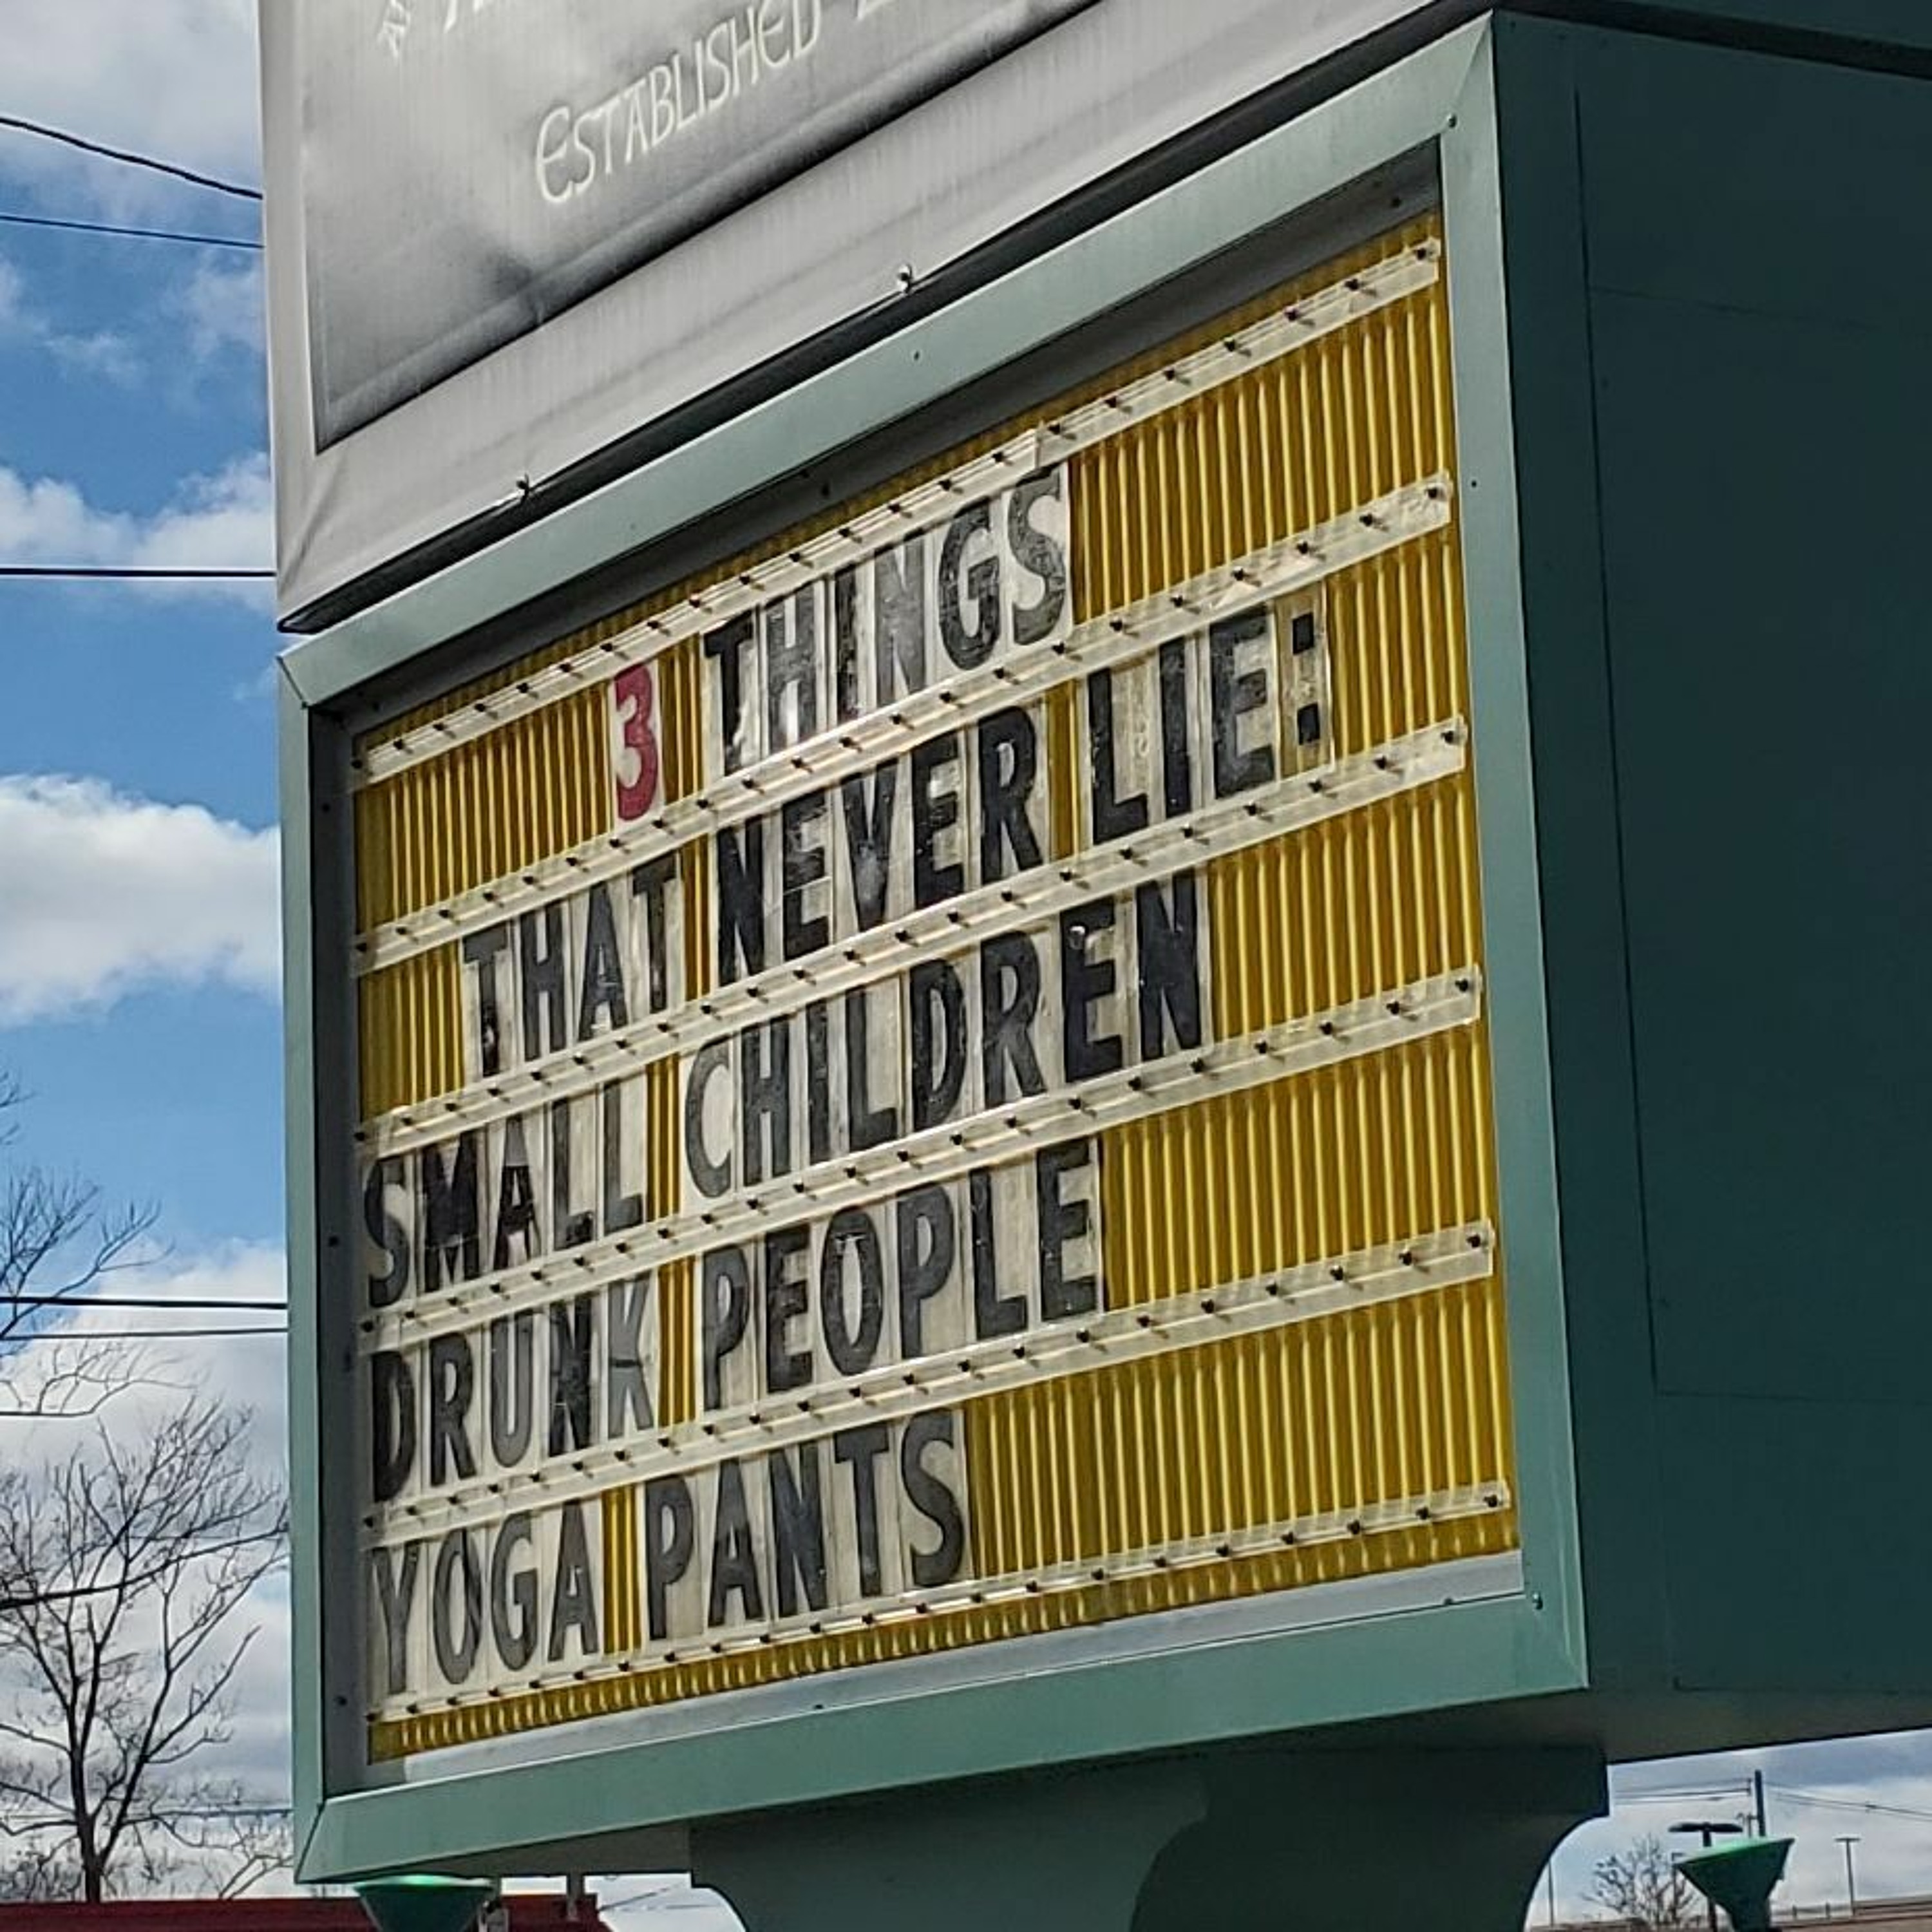 ESTABLISHED
3 THINGS
THAT NEVER LIE:
SMALL CHILDREN
DRUNK PEOPLE
YOGA PANTS